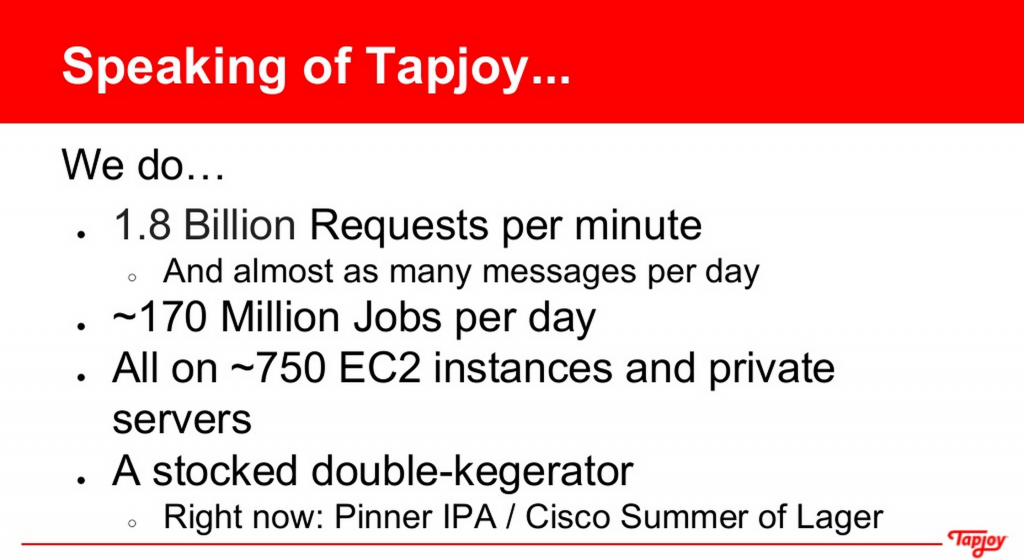 Speaking of Tapjoy...
We do…
• 1.8 Billion Requests per minute
○ And almost as many messages per day
• ~170 Million Jobs per day
• All on ~750 EC2 instances and private
servers
• A stocked double-kegerator
○ Right now: Pinner IPA / Cisco Summer of Lager
Tapjoy